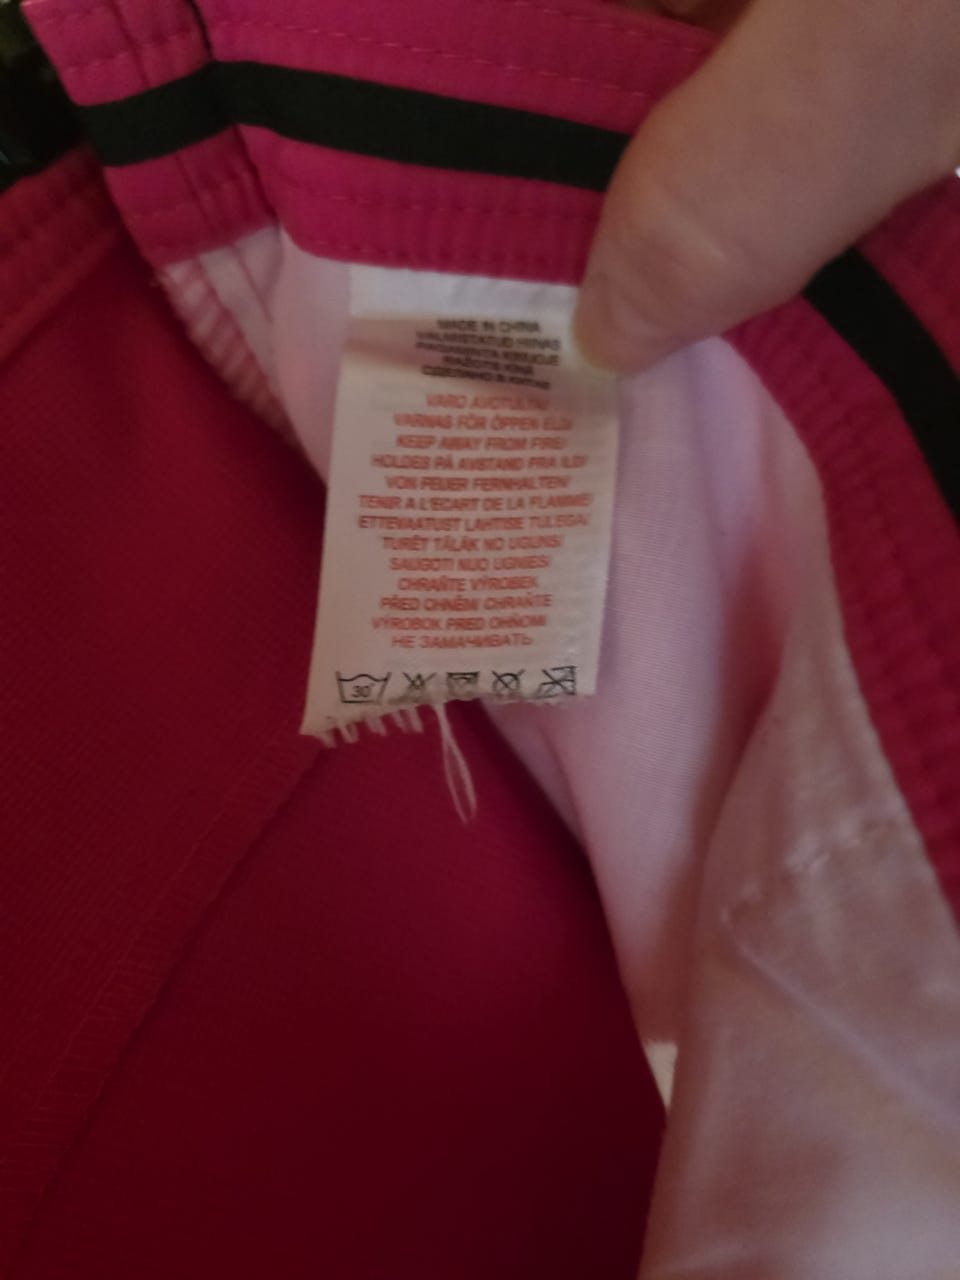 MADE IN CHINA
VALMISTATUD HIINAS
PAGAMINTA KINIJOJE
RAŽOTS ĶĪNĀ
СДЕЛАНО В КИТАЕ
VARO AVOTULTA!
VARNAS FÖR ÖPPEN ELD!
KEEP AWAY FROM FIRE!
HOLDES PÅ AVSTAND FRA ILD!
VON FEUER FERNHALTEN!
TENIR A L'ECART DE LA FLAMME!
ETTEVAATUST LAHTISE TULEGA!
TURĒT TĀLĀK NO UGUNS!
SAUGOTI NUO UGNIES!
CHRAŇTE VÝROBEK
PŘED OHNĚM! CHRAŇTE
VÝROBOK PRED OHŇOM!
НЕ ЗАМАЧИВАТЬ
30°